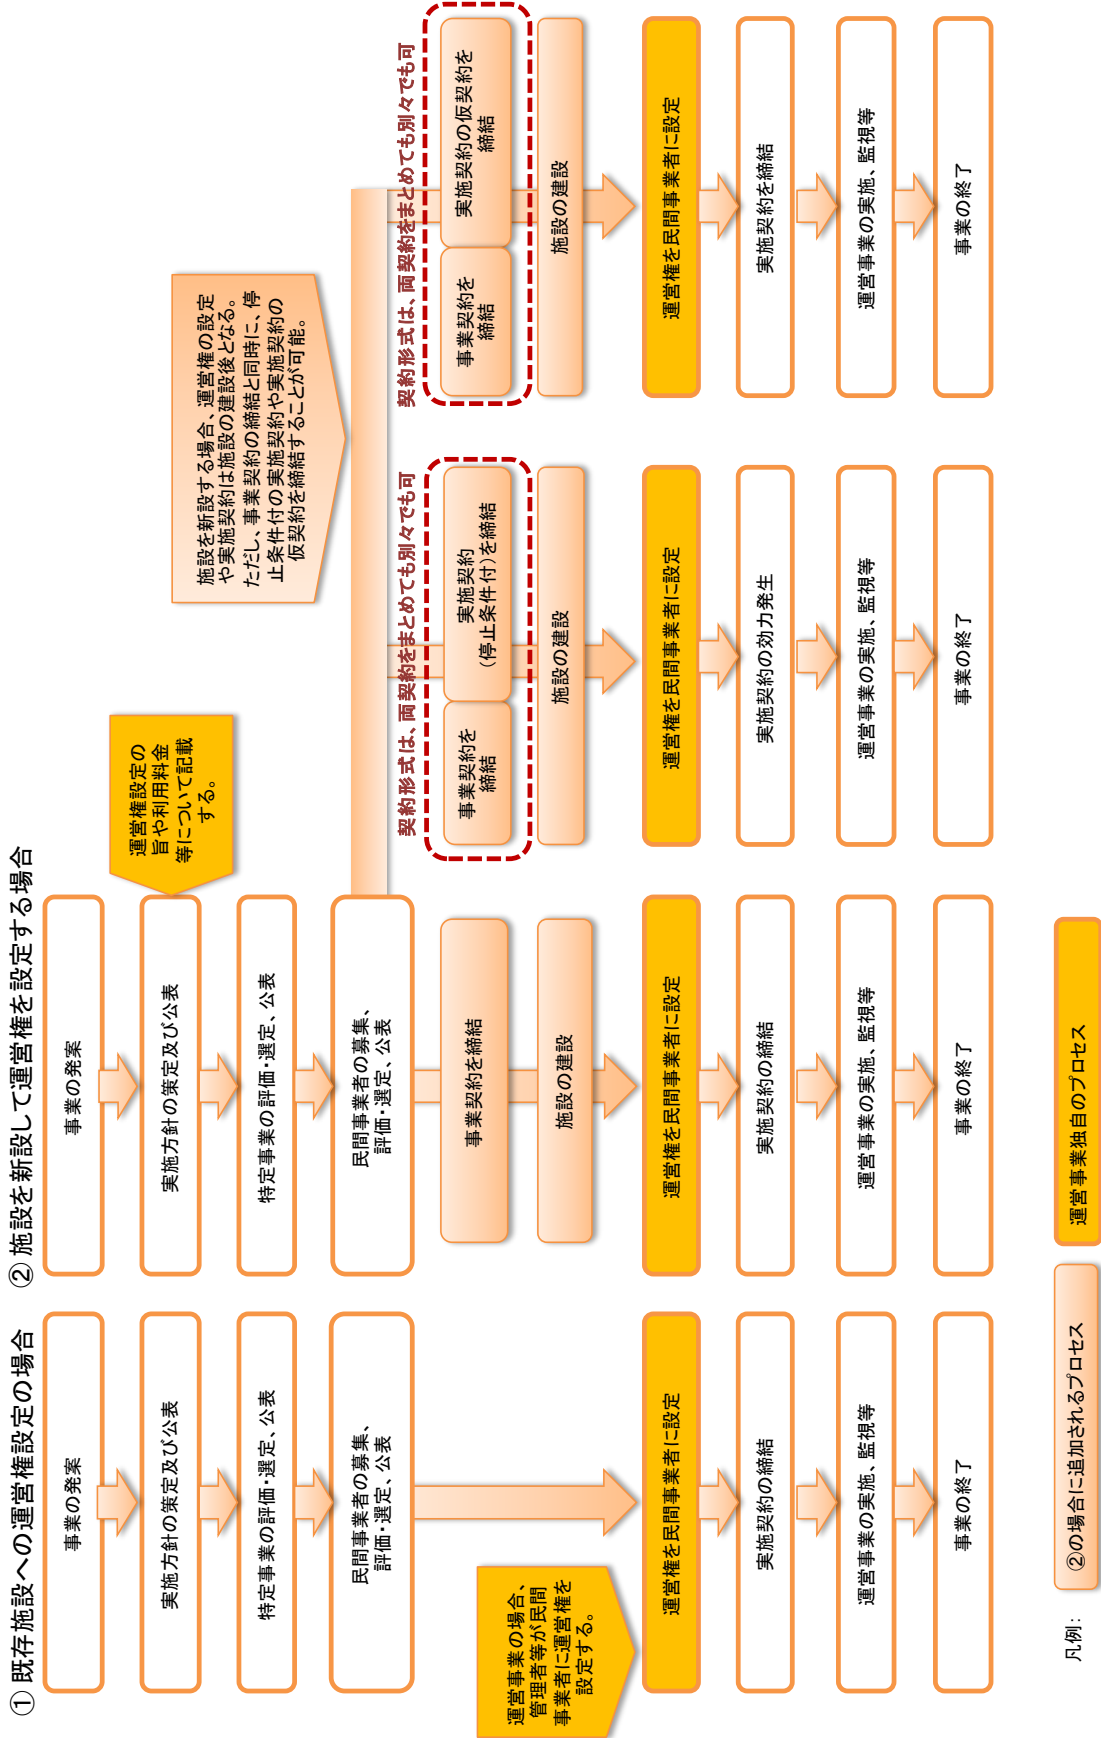 ① 既存施設への運営権設定の場合
事業の発案
実施方針の策定及び公表
特定事業の評価・選定、公表
民間事業者の募集、
評価・選定、公表
運営事業の場合、
管理者等が民間
事業者に運営権を
設定する。
運営権を民間事業者に設定
実施契約の締結
運営事業の実施、監視等
事業の終了
② 施設を新設して運営権を設定する場合
事業の発案
運営権設定の
旨や利用料金
等について記載
する。
実施方針の策定及び公表
特定事業の評価・選定、公表
民間事業者の募集、
評価・選定、公表
事業契約を締結
施設の建設
運営権を民間事業者に設定
実施契約の締結
運営事業の実施、監視等
事業の終了
施設を新設する場合、運営権の設定
や実施契約は施設の建設後となる。
ただし、事業契約の締結と同時に、停
止条件付の実施契約や実施契約の
仮契約を締結することが可能。
契約形式は、両契約をまとめても別々でも可
事業契約を
締結
実施契約
（停止条件付）を締結
施設の建設
運営権を民間事業者に設定
実施契約の効力発生
運営事業の実施、監視等
事業の終了
契約形式は、両契約をまとめても別々でも可
事業契約を
締結
実施契約の仮契約を
締結
施設の建設
運営権を民間事業者に設定
実施契約を締結
運営事業の実施、監視等
事業の終了
凡例：
②の場合に追加されるプロセス
運営事業独自のプロセス